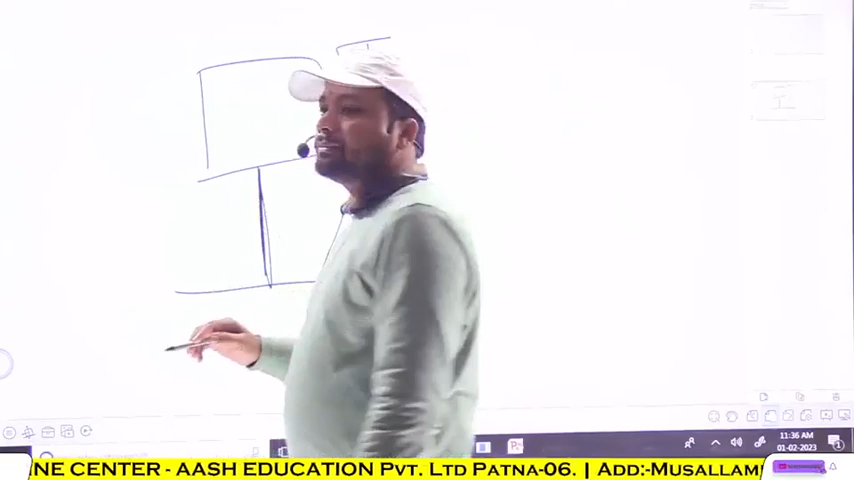 11:36 AM
01-02-2023
NE CENTER - AASH EDUCATION PVT. LTD PATNA-06. | ADD:-MUSALLAM